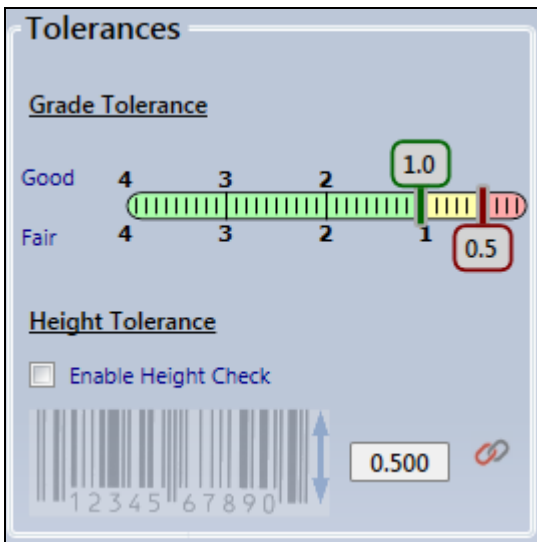 Tolerances
Grade Tolerance
1.0
Good 4 3 2
Fair 4 3 2 1
0.5
Height Tolerance
Enable Height Check
0.500
12345 67890